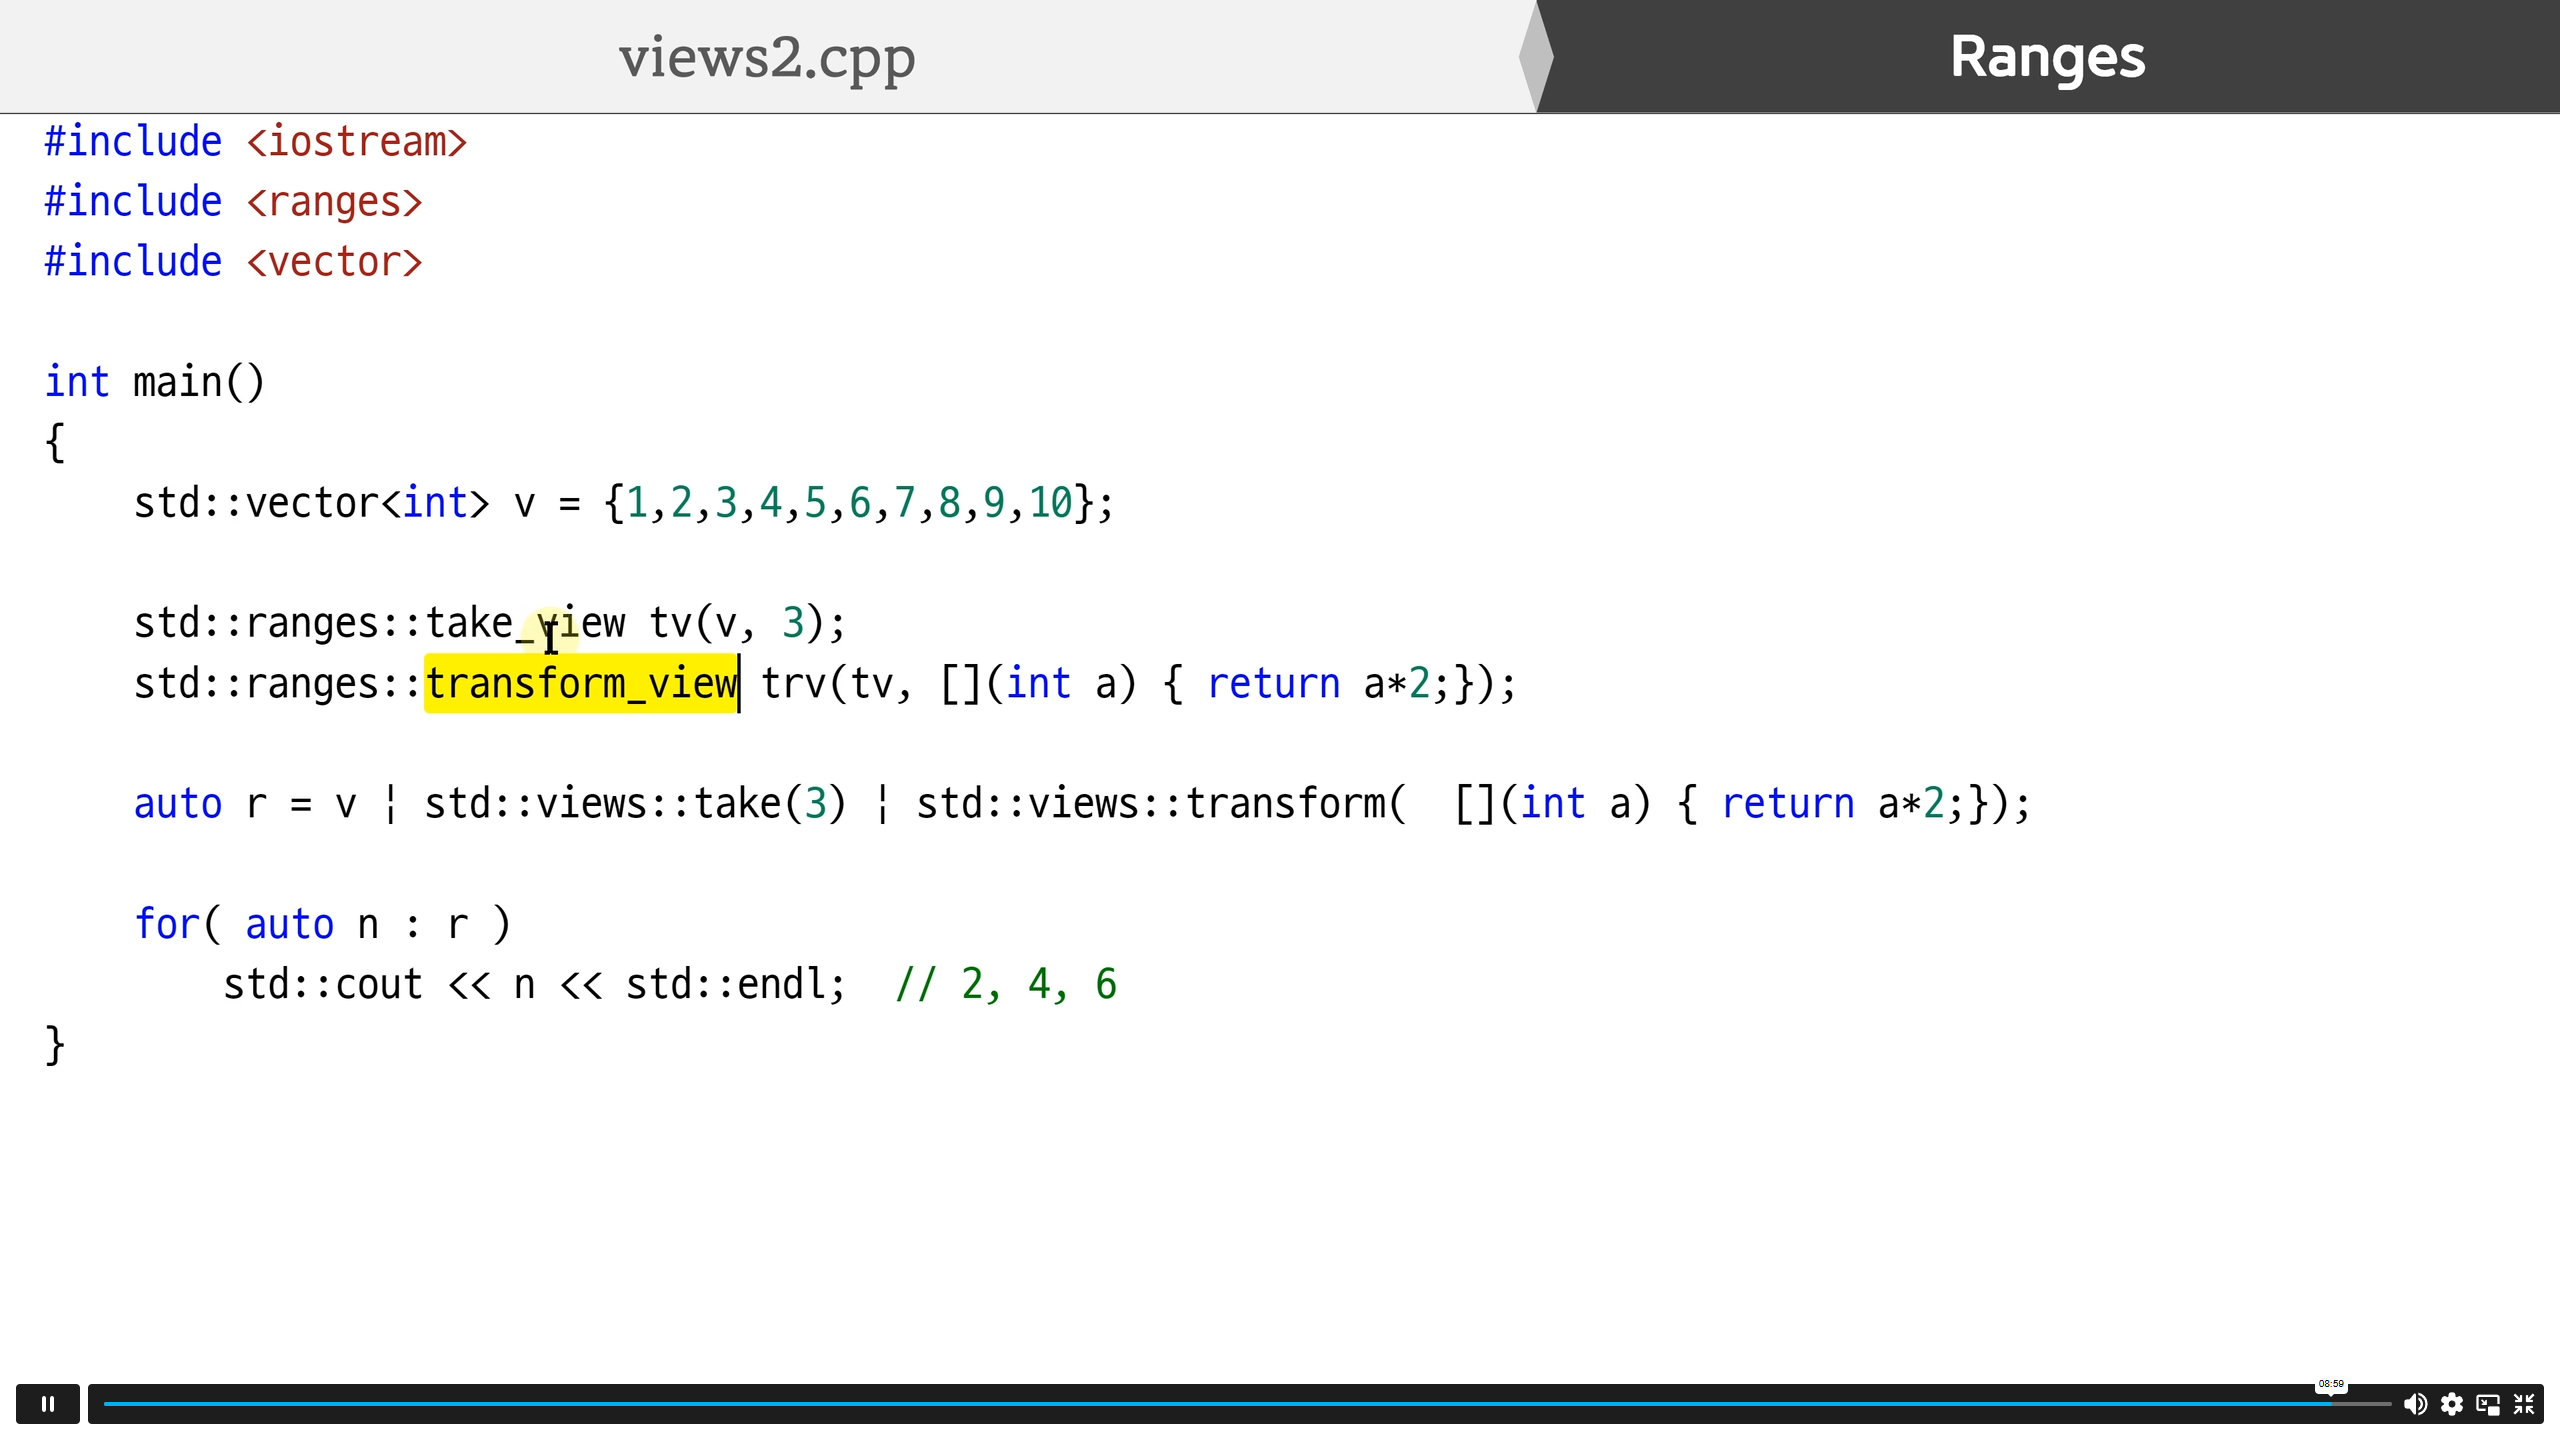 views2.cpp
Ranges
#include <iostream>
#include <ranges>
#include <vector>
int main()
{
    std::vector<int> v = {1,2,3,4,5,6,7,8,9,10};
    std::ranges::take_view tv(v, 3);
    std::ranges::transform_view trv(tv, [](int a) { return a*2;});
    auto r = v | std::views::take(3) | std::views::transform(  [](int a) { return a*2;});
    for( auto n : r )
        std::cout << n << std::endl;  // 2, 4, 6
}
08:59